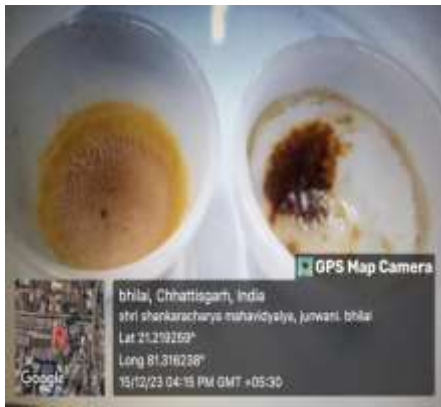 GPS Map Camera
bhilai, Chhattisgarh, India
shri shankaracharya mahavidyalya, junwani. bhilai
Lat 21.219259°
Long 81.316238°
15/12/23 04:15 PM GMT +05:30
Google